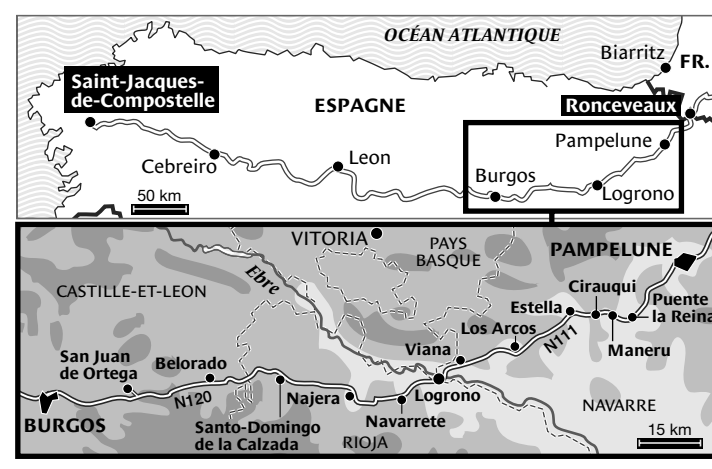 OCÉAN ATLANTIQUE
Biarritz
FR.
Saint-Jacques-
de-Compostelle
ESPAGNE
Ronceveaux
Pampelune
Leon
Cebreiro
Burgos
Logrono
50 km
VITORIA
PAYS
BASQUE
PAMPELUNE
Ebre
CASTILLE-ET-LEON
Cirauqui
Estella
Puente
la Reina
Los Arcos
N111
Maneru
Viana
San Juan
de Ortega
Belorado
N120
Najera
Logrono
NAVARRE
BURGOS
Santo-Domingo
de la Calzada
Navarrete
RIOJA
15 km